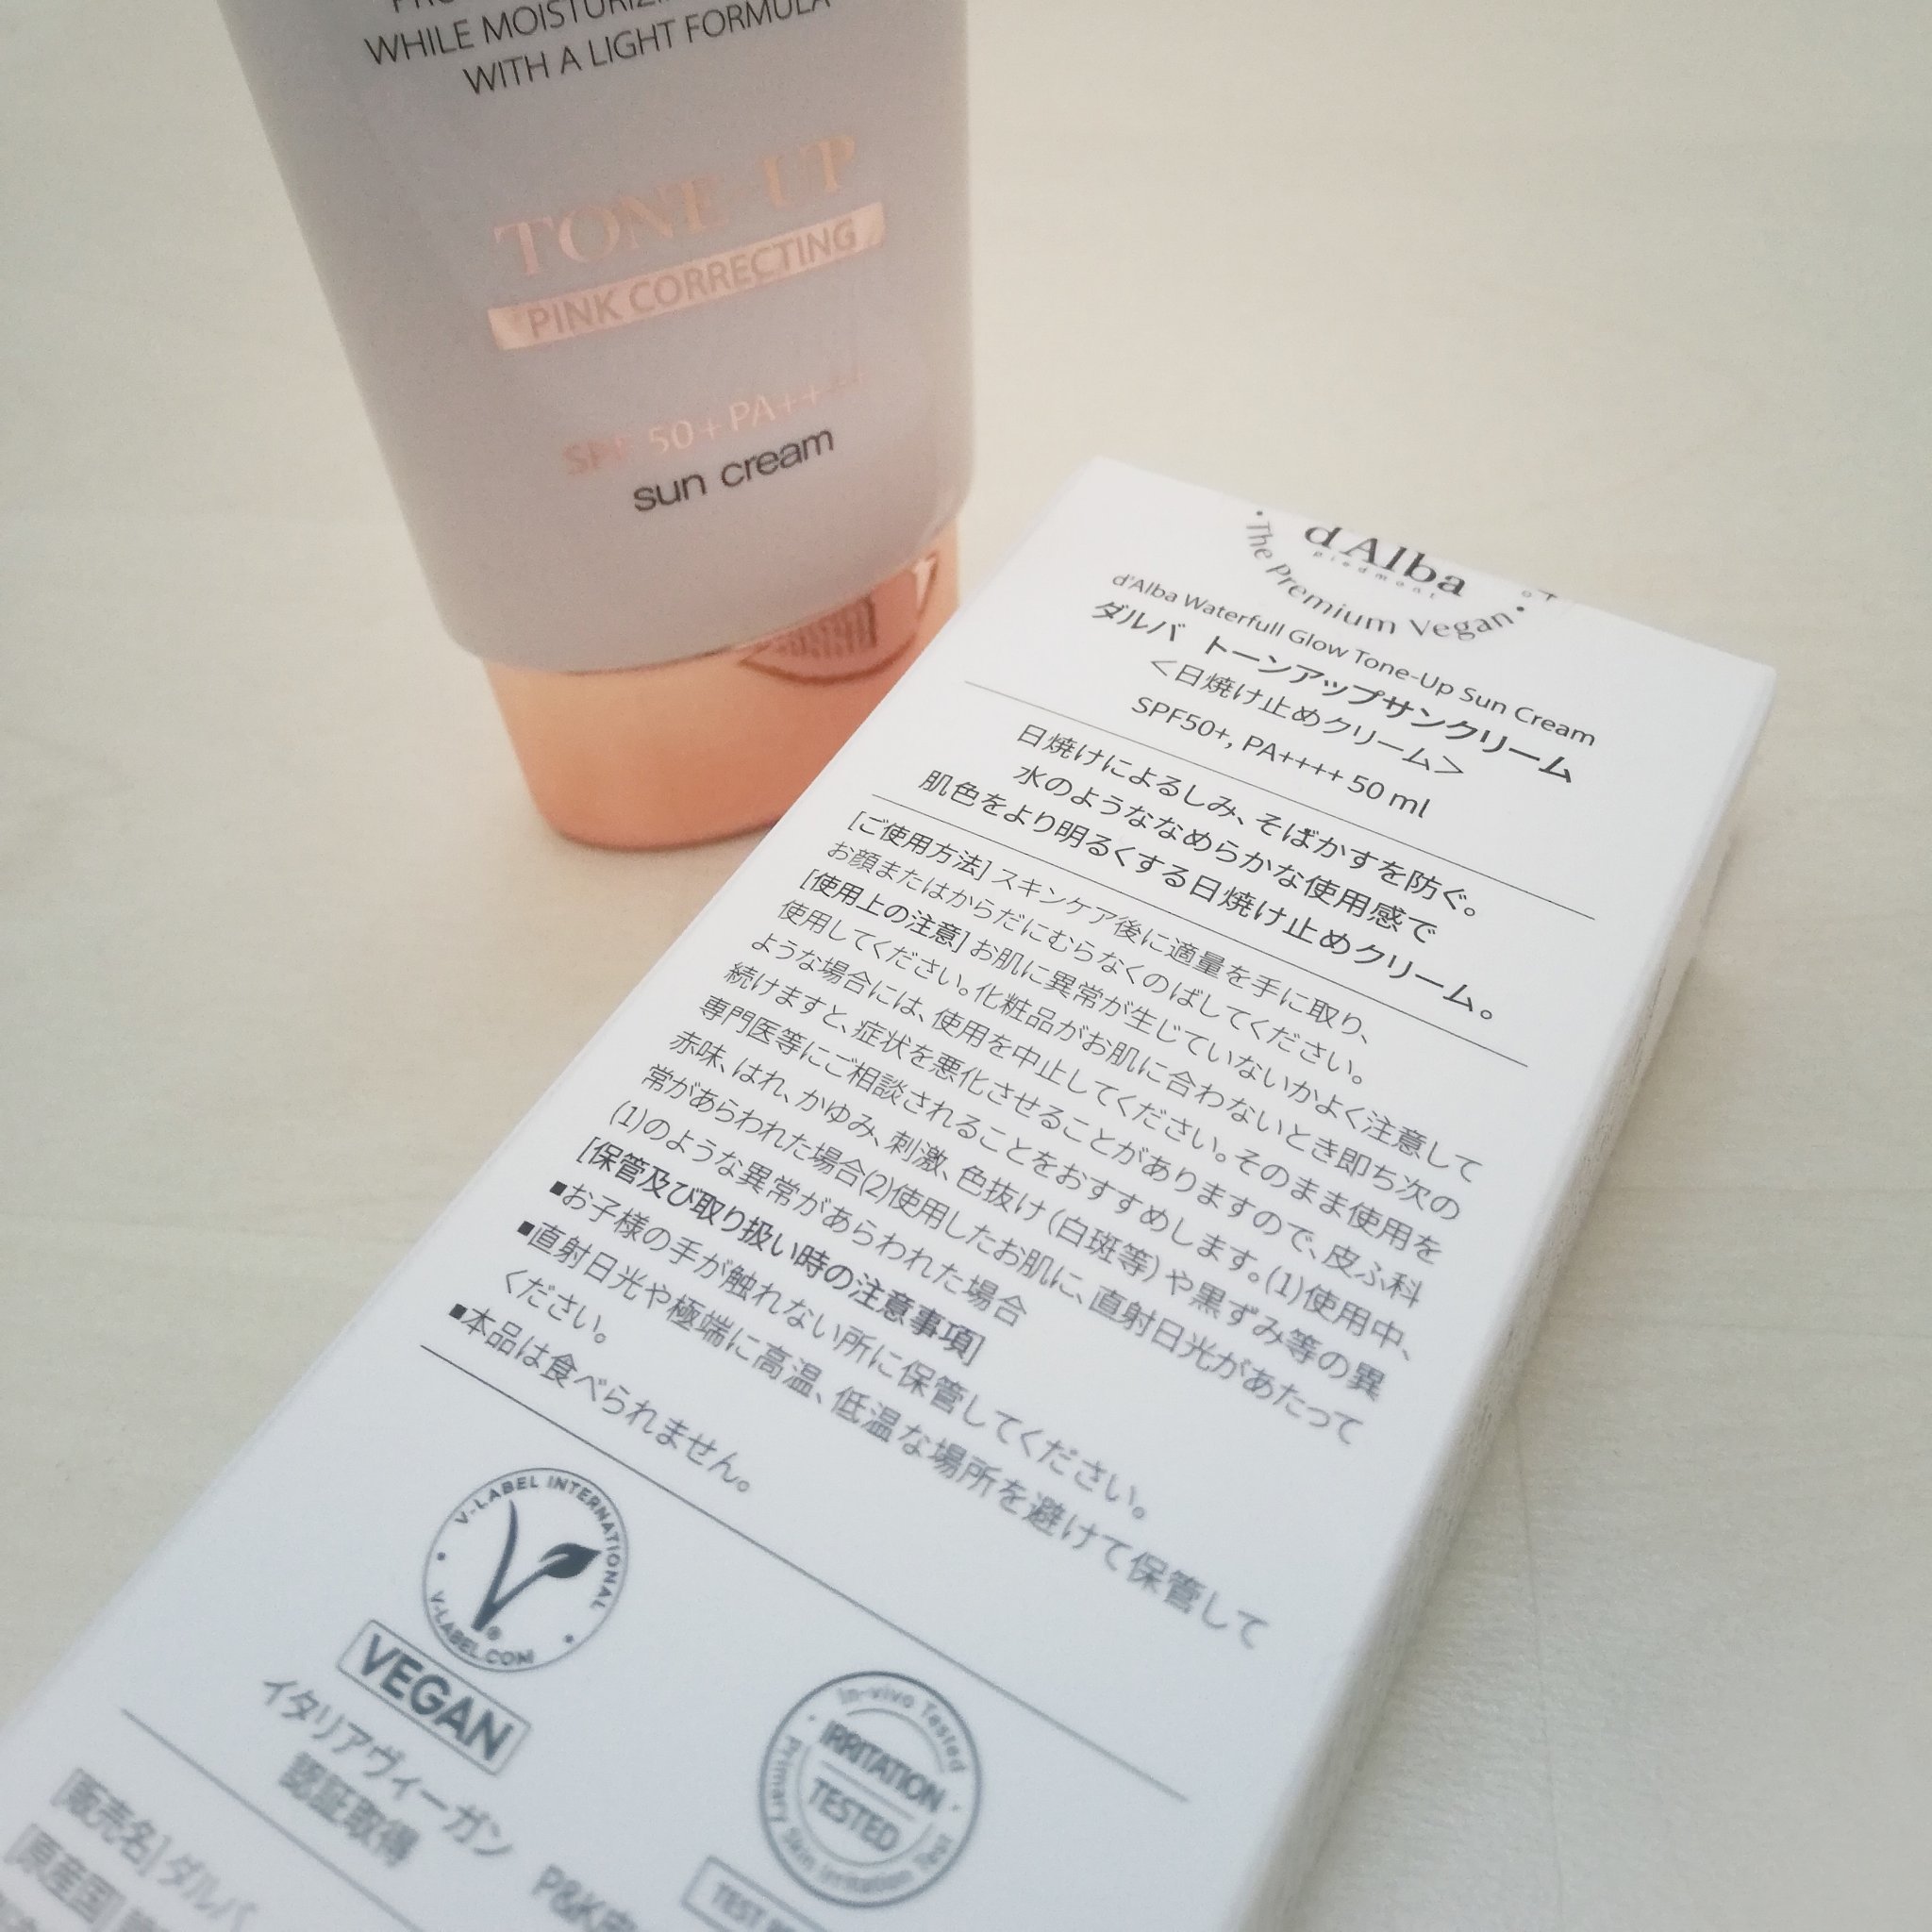 WHILE MOISTURIZI
WITH A LIGHT FORMULA
TONE-UP
*PINK CORRECTING
SPF 50+ PA++++
sun cream
d'Alba
Piedmont
The Premium Vegan
d'Alba Waterfull Glow Tone-Up Sun Cream
ダルバ トーンアップサンクリーム
<日焼け止めクリーム>
SPF50+, PA++++ 50 ml
日焼けによるしみ、そばかすを防ぐ。
水のようななめらかな使用感で
肌色をより明るくする日焼け止めクリーム。
[ご使用方法] スキンケア後に適量を手に取り、
お顔またはからだにむらなくのばしてください。
[使用上の注意] お肌に異常が生じていないかよく注意して
使用してください。化粧品がお肌に合わないとき即ち次の
ような場合には、使用を中止してください。そのまま使用を
続けますと、症状を悪化させることがありますので、皮ふ科
専門医等にご相談されることをおすすめします。(1)使用中、
赤味、はれ、かゆみ、刺激、色抜け(白斑等)や黒ずみ等の異
常があらわれた場合(2)使用したお肌に、直射日光があたって
(1)のような異常があらわれた場合
[保管及び取り扱い時の注意事項]
■お子様の手が触れない所に保管してください。
■直射日光や極端に高温、低温な場所を避けて保管して
ください。
■本品は食べられません。
V-LABEL INTERNATIONAL
V-LABEL.COM
VEGAN
イタリアヴィーガン
認証取得
In-vivo Tested
IRRITATION
TESTED
Primary Skin Irritation Test
TEST
P&K
[販売名] ダルバ
[原産国]